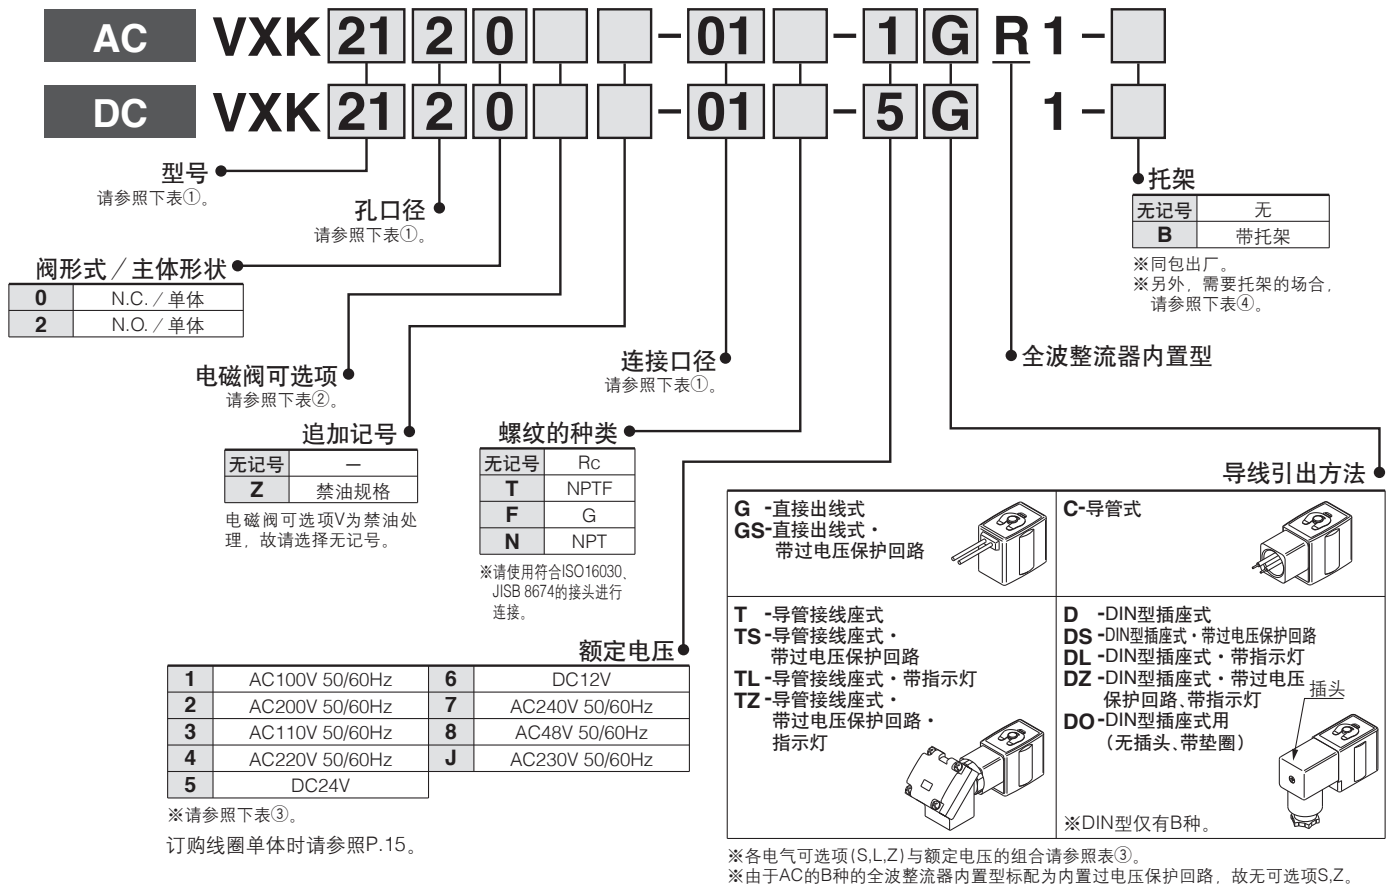 AC VXK 21 2 0 - 01 - 1 G R 1 -
DC VXK 21 2 0 - 01 - 5 G 1 -
型号
请参照下表①。
孔口径
请参照下表①。
阀形式／主体形状
0 N.C.／单体
2 N.O.／单体
电磁阀可选项
请参照下表②。
追加记号
无记号 —
Z 禁油规格
电磁阀可选项V为禁油处
理，故请选择无记号。
连接口径
请参照下表①。
螺纹的种类
无记号 Rc
T NPTF
F G
N NPT
※请使用符合ISO16030、
JISB 8674的接头进行
连接。
额定电压
1 AC100V 50/60Hz 6 DC12V
2 AC200V 50/60Hz 7 AC240V 50/60Hz
3 AC110V 50/60Hz 8 AC48V 50/60Hz
4 AC220V 50/60Hz J AC230V 50/60Hz
5 DC24V
※请参照下表③。
订购线圈单体时请参照P.15。
托架
无记号 无
B 带托架
※同包出厂。
※另外，需要托架的场合，
请参照下表④。
全波整流器内置型
导线引出方法
G -直接出线式
GS-直接出线式・
带过电压保护回路
C-导管式
T -导管接线座式
TS-导管接线座式・
带过电压保护回路
TL-导管接线座式・带指示灯
TZ-导管接线座式・
带过电压保护回路・
指示灯
D -DIN型插座式
DS-DIN型插座式・带过电压保护回路
DL-DIN型插座式・带指示灯
DZ-DIN型插座式・带过电压
保护回路、带指示灯
DO-DIN型插座式用
（无插头、带垫圈）
插头
※DIN型仅有B种。
※各电气可选项(S,L,Z)与额定电压的组合请参照表③。
※由于AC的B种的全波整流器内置型标配为内置过电压保护回路，故无可选项S,Z。